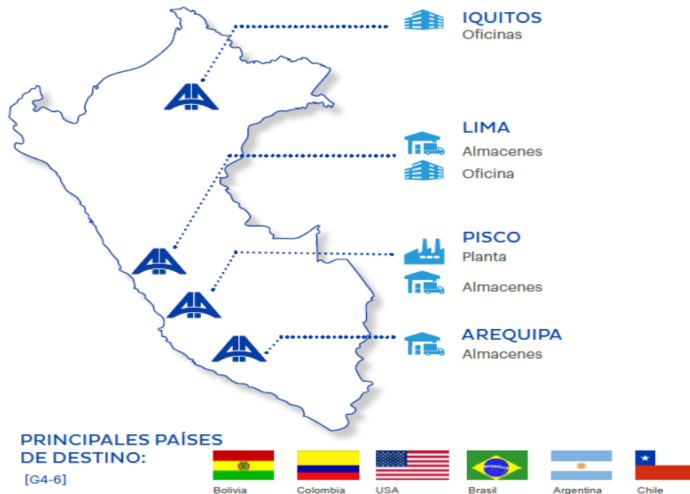 IQUITOS
Oficinas
LIMA
Almacenes
Oficina
PISCO
Planta
Almacenes
AREQUIPA
Almacenes
PRINCIPALES PAÍSES
DE DESTINO:
[G4-6]
Bolivia Colombia USA Brasil Argentina Chile